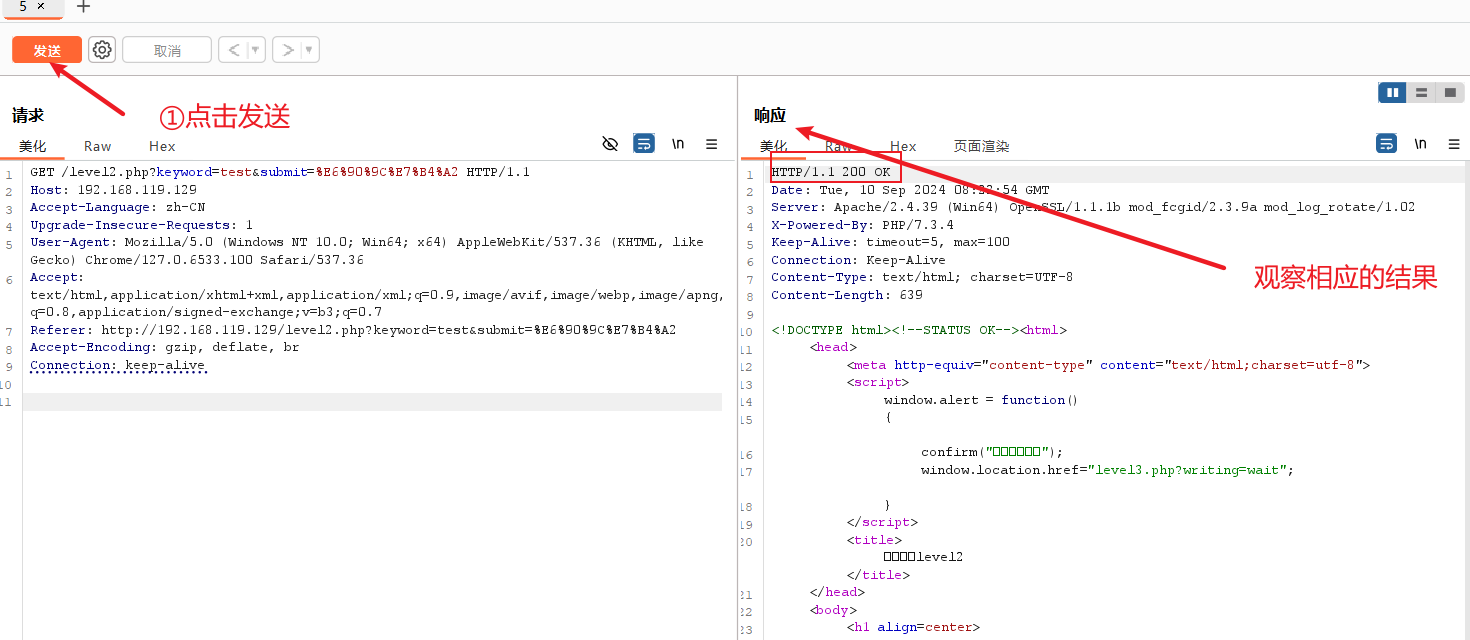 5 × +
发送 取消 < ▾ > ▾
①点击发送
请求
美化 Raw Hex \n ≡
1 GET /level2.php?keyword=test&submit=%E6%90%9C%E7%B4%A2 HTTP/1.1
2 Host: 192.168.119.129
3 Accept-Language: zh-CN
4 Upgrade-Insecure-Requests: 1
5 User-Agent: Mozilla/5.0 (Windows NT 10.0; Win64; x64) AppleWebKit/537.36 (KHTML, like
Gecko) Chrome/127.0.6533.100 Safari/537.36
6 Accept:
text/html,application/xhtml+xml,application/xml;q=0.9,image/avif,image/webp,image/apng,
q=0.8,application/signed-exchange;v=b3;q=0.7
7 Referer: http://192.168.119.129/level2.php?keyword=test&submit=%E6%90%9C%E7%B4%A2
8 Accept-Encoding: gzip, deflate, br
9 Connection: keep-alive
10
11
响应
美化 Raw Hex 页面渲染 \n ≡
观察相应的结果
1 HTTP/1.1 200 OK
2 Date: Tue, 10 Sep 2024 GMT
3 Server: Apache/2.4.39 (Win64) OpenSSL/1.1.1b mod_fcgid/2.3.9a mod_log_rotate/1.02
4 X-Powered-By: PHP/7.3.4
5 Keep-Alive: timeout=5, max=100
6 Connection: Keep-Alive
7 Content-Type: text/html; charset=UTF-8
8 Content-Length: 639
9
10 <!DOCTYPE html><!--STATUS OK--><html>
11 <head>
12 <meta http-equiv="content-type" content="text/html;charset=utf-8">
13 <script>
14 window.alert = function()
15 {
16 confirm("□□□□□□");
17 window.location.href="level3.php?writing=wait";
18 }
19 </script>
20 <title>
□□□□level2
</title>
21 </head>
22 <body>
23 <h1 align=center>